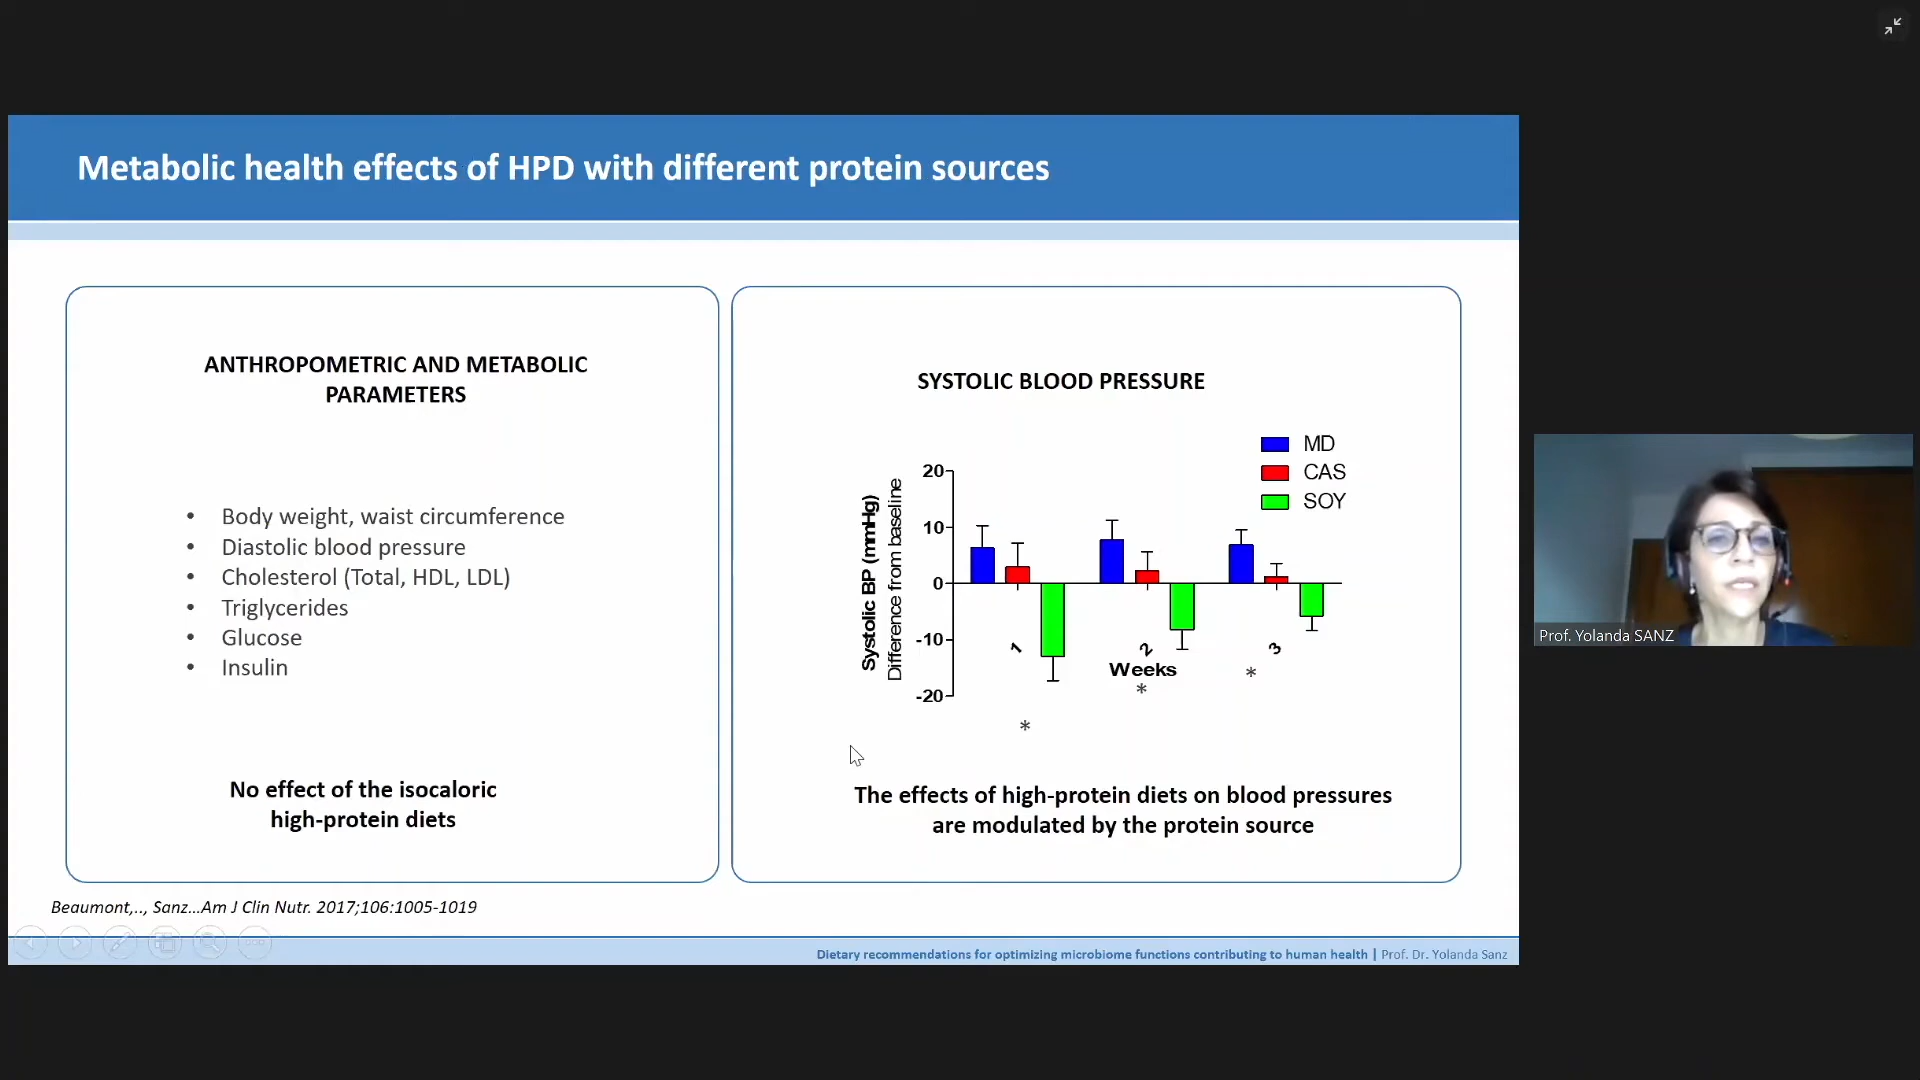 Metabolic health effects of HPD with different protein sources
ANTHROPOMETRIC AND METABOLIC
PARAMETERS
• Body weight, waist circumference
• Diastolic blood pressure
• Cholesterol (Total, HDL, LDL)
• Triglycerides
• Glucose
• Insulin
No effect of the isocaloric
high-protein diets
SYSTOLIC BLOOD PRESSURE
MD
CAS
SOY
Systolic BP (mmHg)
Difference from baseline
20
10
0
-10
-20
1
2
3
Weeks
*
*
*
The effects of high-protein diets on blood pressures
are modulated by the protein source
Beaumont,.., Sanz...Am J Clin Nutr. 2017;106:1005-1019
Dietary recommendations for optimizing microbiome functions contributing to human health | Prof. Dr. Yolanda Sanz
Prof. Yolanda SANZ